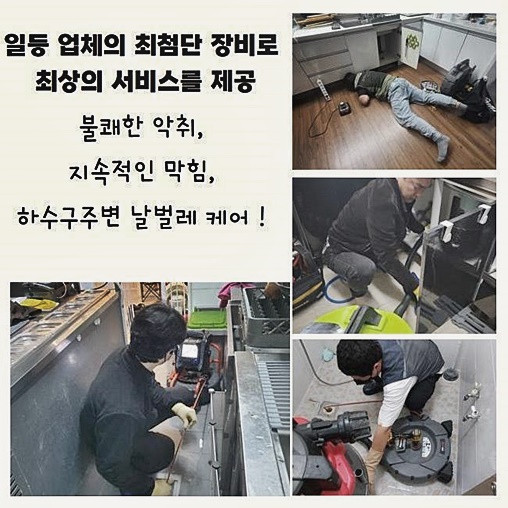 일등 업체의 최첨단 장비로
최상의 서비스를 제공
불쾌한 악취,
지속적인 막힘,
하수구주변 날벌레 케어 !